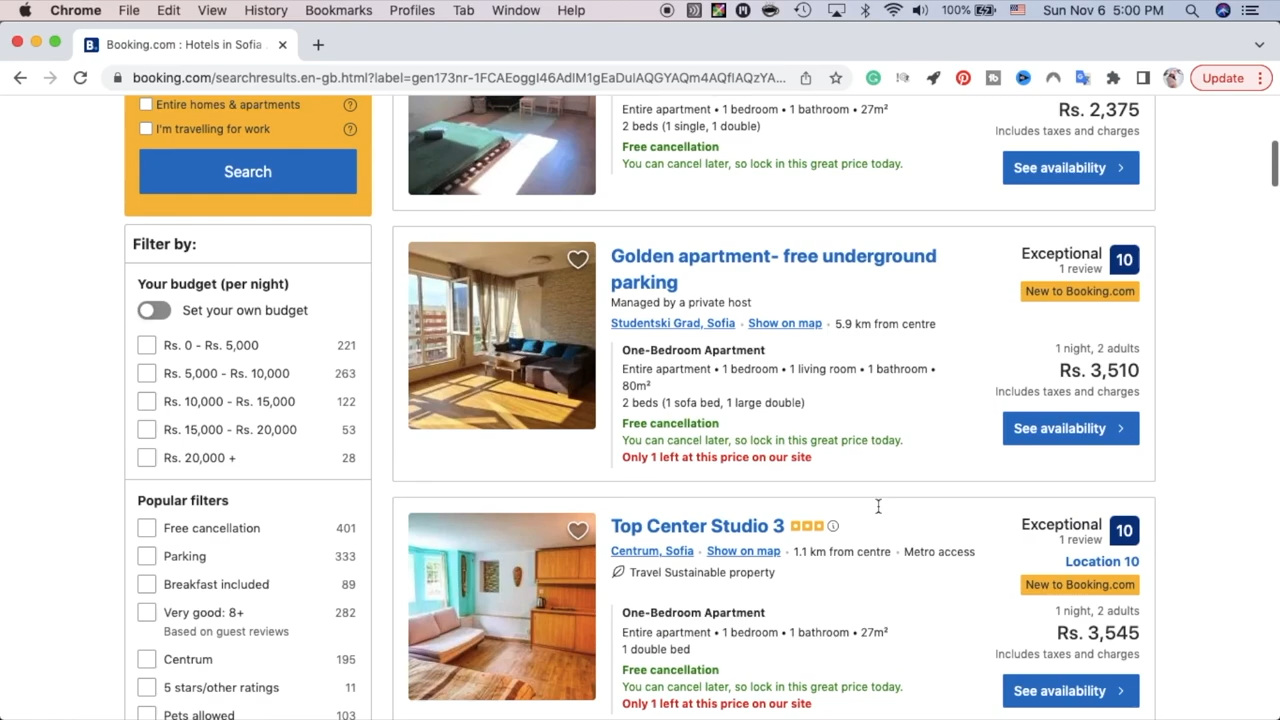 Chrome File Edit View History Bookmarks Profiles Tab Window Help 100% Sun Nov 6 5:00 PM
B. Booking.com : Hotels in Sofia
booking.com/searchresults.en-gb.html?label=gen173nr-1FCAEoggI46AdIM1gEaDulAQGYAQm4AQfIAQzYA... Update
Entire homes & apartments
I'm travelling for work
Search
Filter by:
Your budget (per night)
Set your own budget
Rs. 0 - Rs. 5,000 221
Rs. 5,000 - Rs. 10,000 263
Rs. 10,000 - Rs. 15,000 122
Rs. 15,000 - Rs. 20,000 53
Rs. 20,000 + 28
Popular filters
Free cancellation 401
Parking 333
Breakfast included 89
Very good: 8+ 282
Based on guest reviews
Centrum 195
5 stars/other ratings 11
Pets allowed 103
Entire apartment • 1 bedroom • 1 bathroom • 27m²
2 beds (1 single, 1 double)
Free cancellation
You can cancel later, so lock in this great price today.
Rs. 2,375
Includes taxes and charges
See availability
Golden apartment- free underground
parking
Managed by a private host
Studentski Grad, Sofia · Show on map · 5.9 km from centre
One-Bedroom Apartment
Entire apartment • 1 bedroom • 1 living room • 1 bathroom •
80m²
2 beds (1 sofa bed, 1 large double)
Free cancellation
You can cancel later, so lock in this great price today.
Only 1 left at this price on our site
Exceptional 10
1 review
New to Booking.com
1 night, 2 adults
Rs. 3,510
Includes taxes and charges
See availability
Top Center Studio 3
Centrum, Sofia · Show on map · 1.1 km from centre · Metro access
Travel Sustainable property
One-Bedroom Apartment
Entire apartment • 1 bedroom • 1 bathroom • 27m²
1 double bed
Free cancellation
You can cancel later, so lock in this great price today.
Only 1 left at this price on our site
Exceptional 10
1 review
Location 10
New to Booking.com
1 night, 2 adults
Rs. 3,545
Includes taxes and charges
See availability